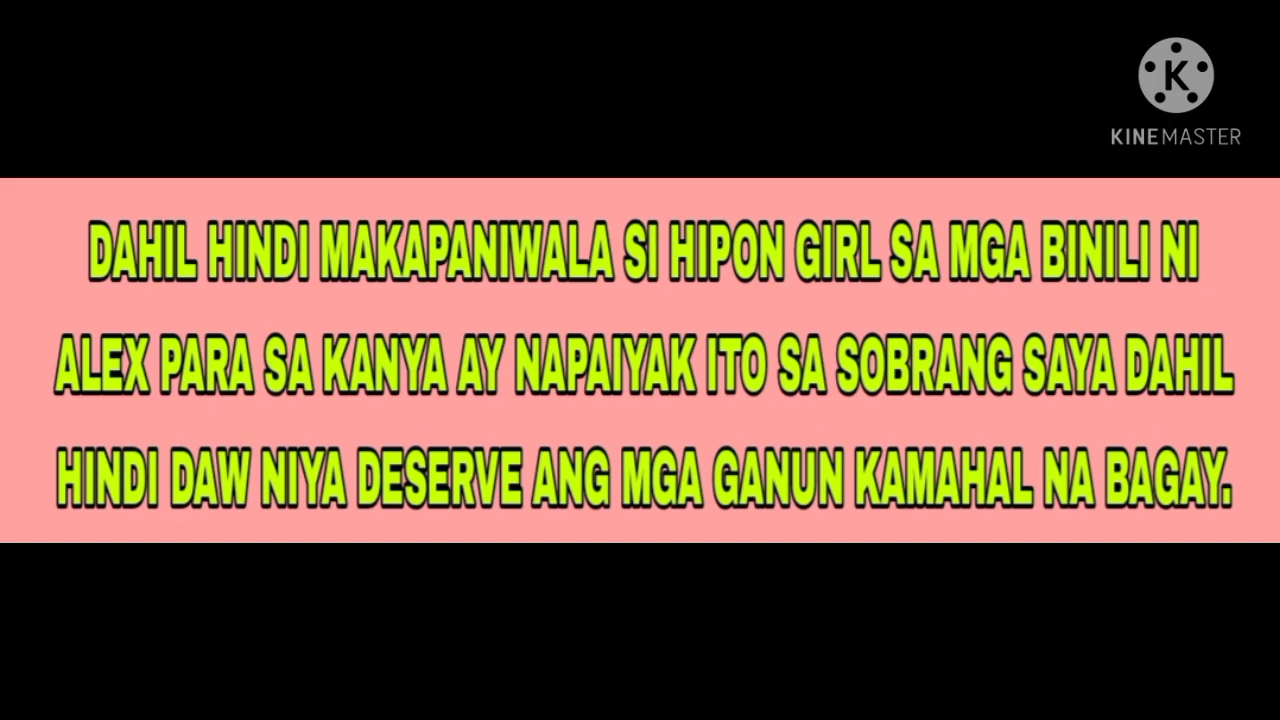 K
KINEMASTER
DAHIL HINDI MAKAPANIWALA SI HIPON GIRL SA MGA BINILI NI
ALEX PARA SA KANYA AY NAPAIYAK ITO SA SOBRANG SAYA DAHIL
HINDI DAW NIYA DESERVE ANG MGA GANUN KAMAHAL NA BAGAY.